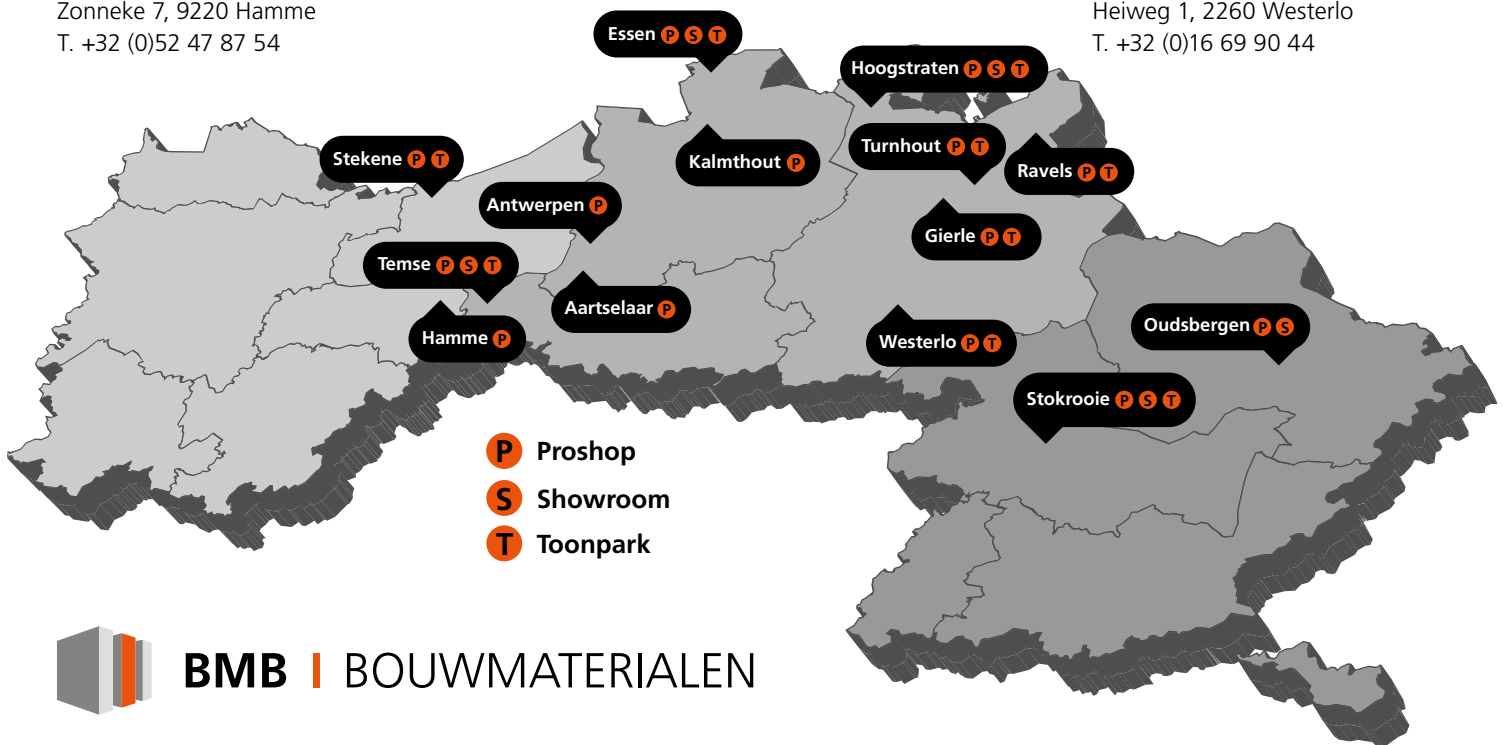 Zonneke 7, 9220 Hamme
T. +32 (0)52 47 87 54
Heiweg 1, 2260 Westerlo
T. +32 (0)16 69 90 44
Essen P S T
Hoogstraten P S T
Stekene P T
Kalmthout P
Turnhout P T
Ravels P T
Antwerpen P
Gierle P T
Temse P S T
Aartselaar P
Hamme P
Westerlo P T
Oudsbergen P S
Stokrooie P S T
P Proshop
S Showroom
T Toonpark
BMB | BOUWMATERIALEN